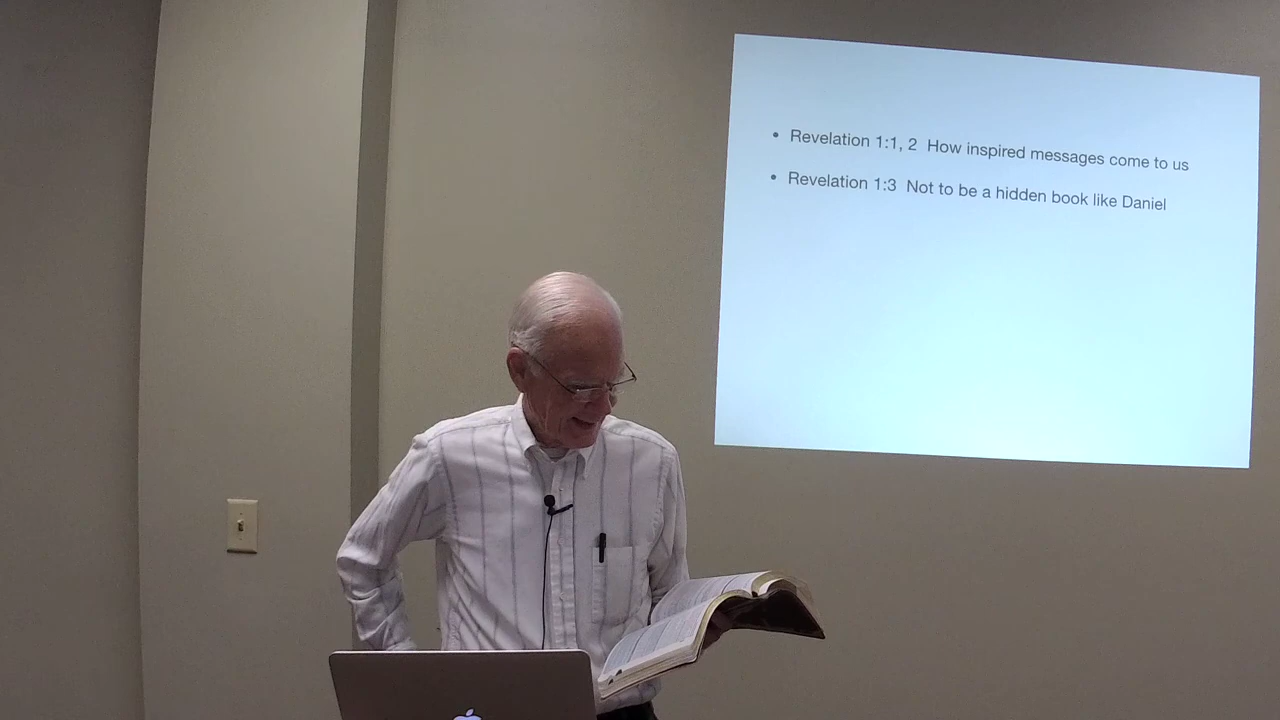 • Revelation 1:1, 2 How inspired messages come to us
• Revelation 1:3 Not to be a hidden book like Daniel